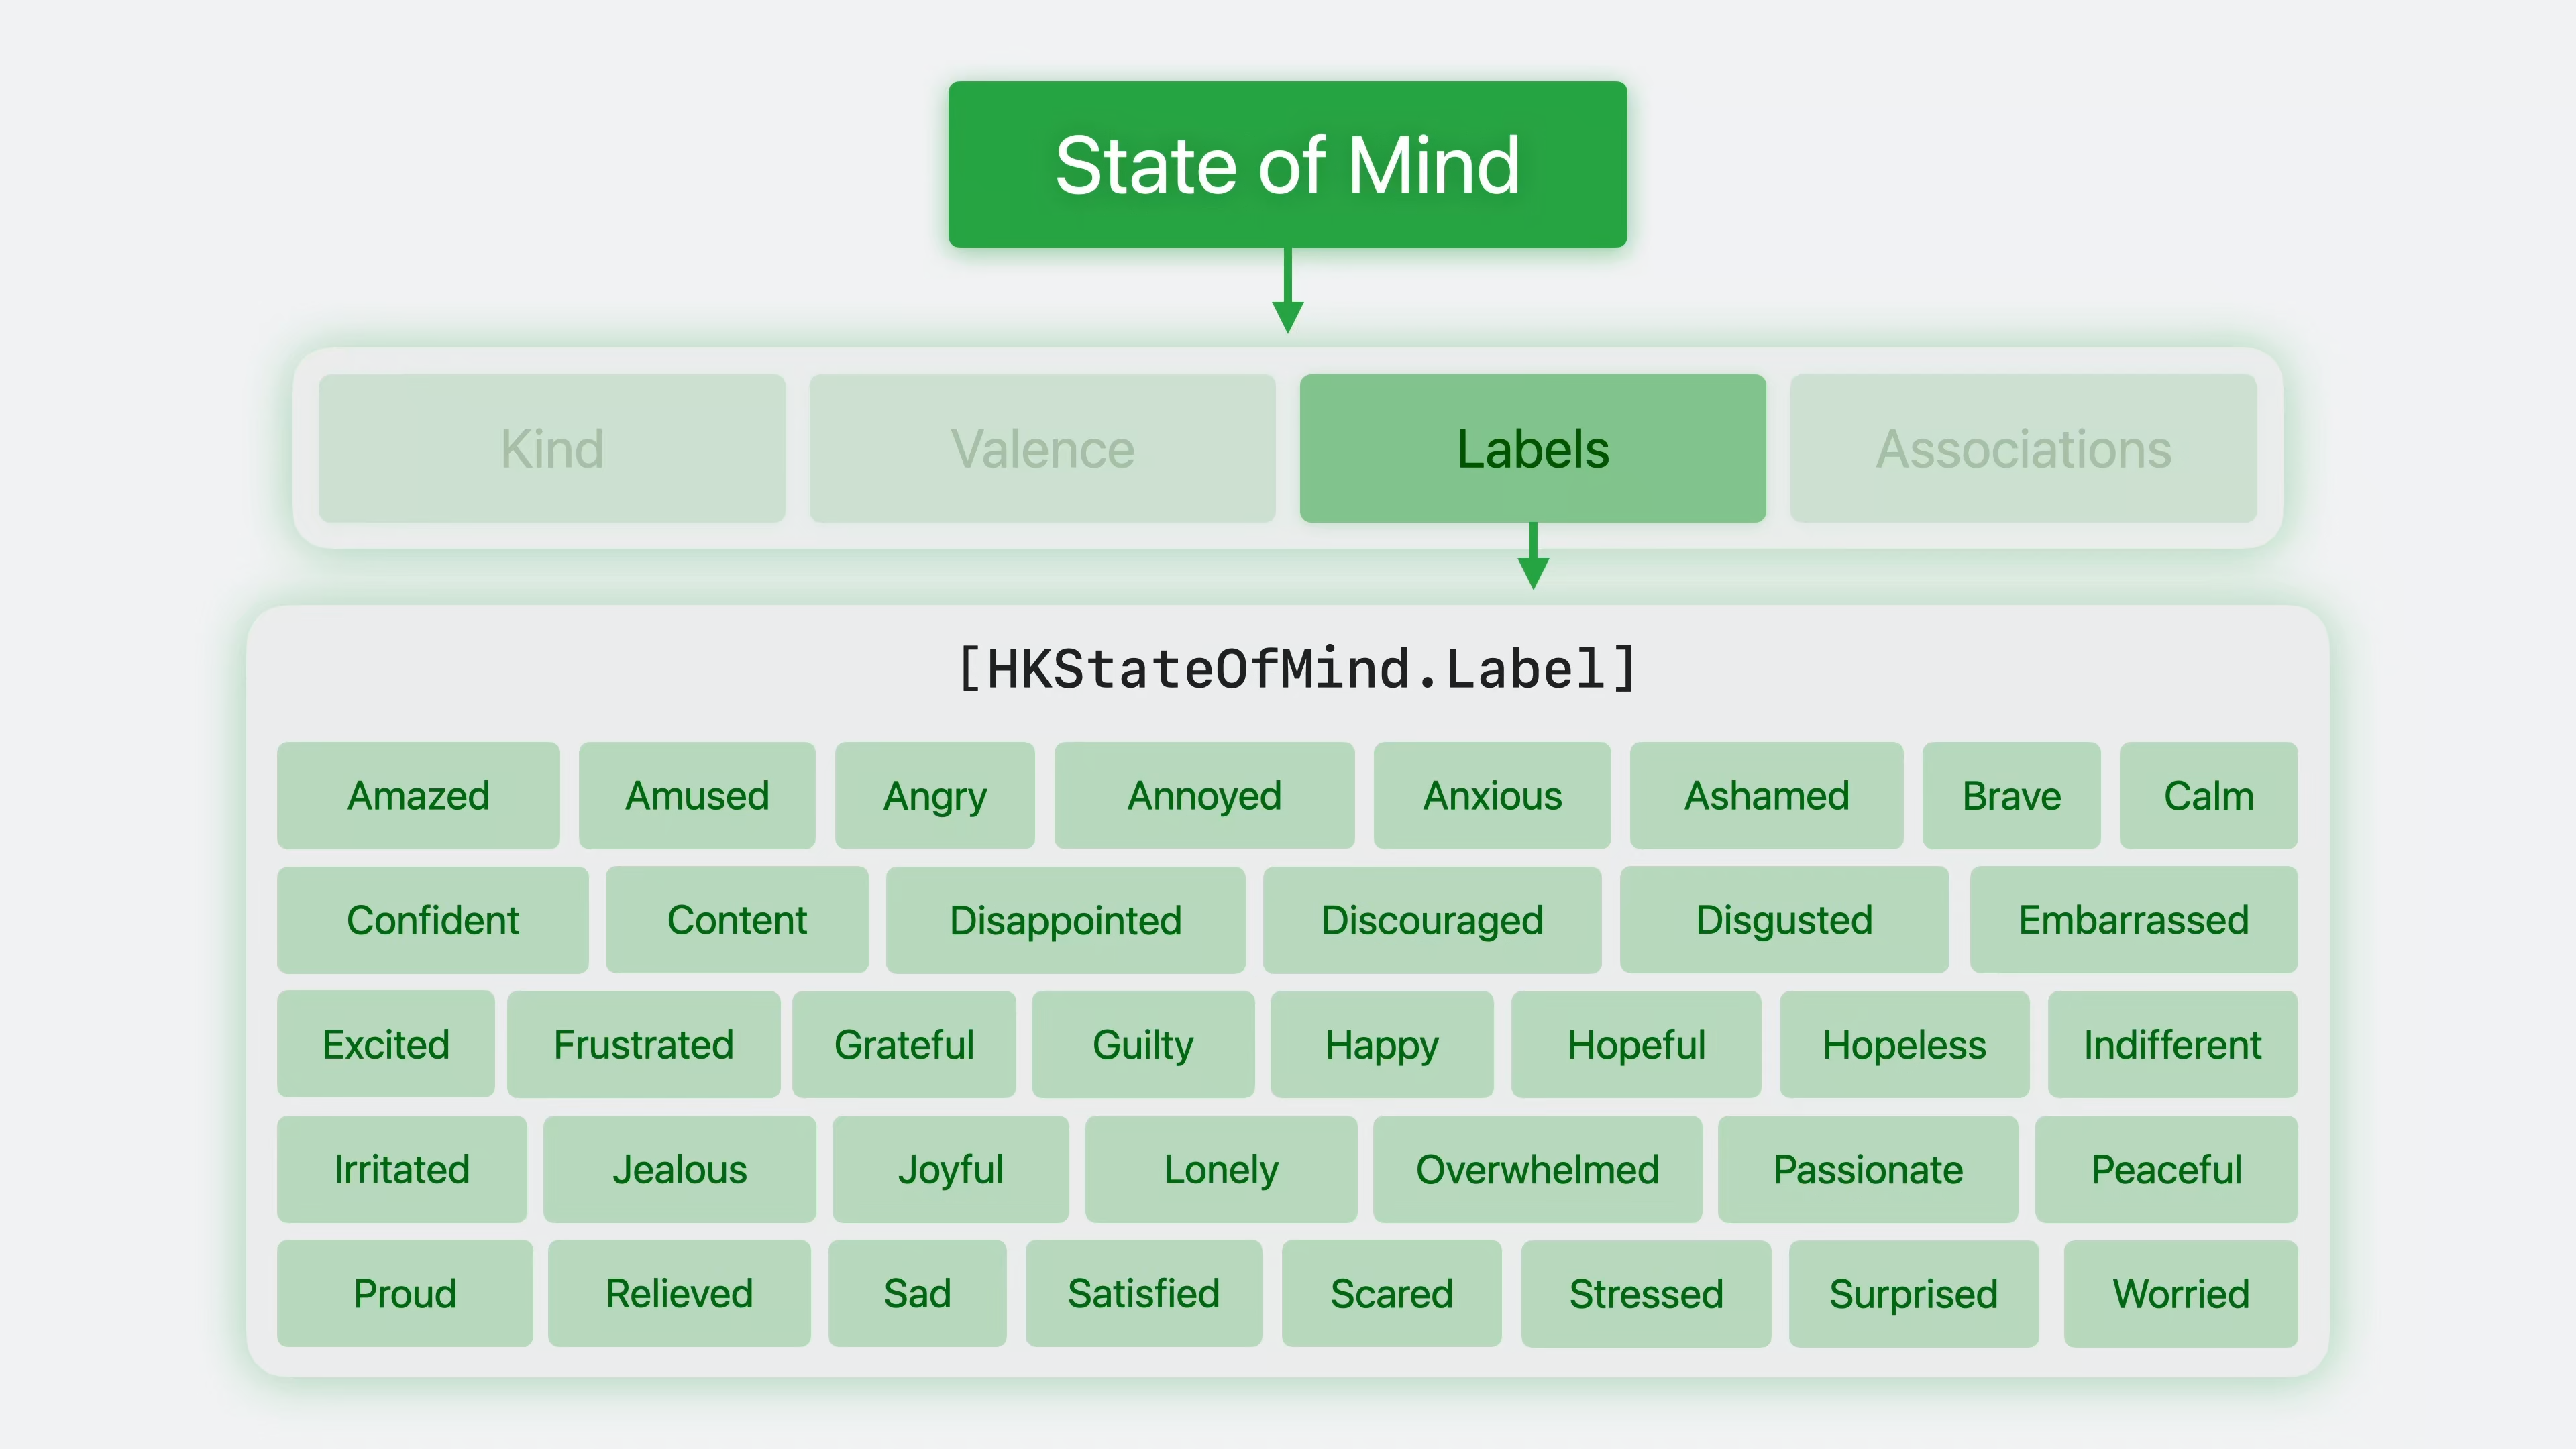 State of Mind
Kind Valence Labels Associations
[HKStateOfMind.Label]
Amazed Amused Angry Annoyed Anxious Ashamed Brave Calm
Confident Content Disappointed Discouraged Disgusted Embarrassed
Excited Frustrated Grateful Guilty Happy Hopeful Hopeless Indifferent
Irritated Jealous Joyful Lonely Overwhelmed Passionate Peaceful
Proud Relieved Sad Satisfied Scared Stressed Surprised Worried